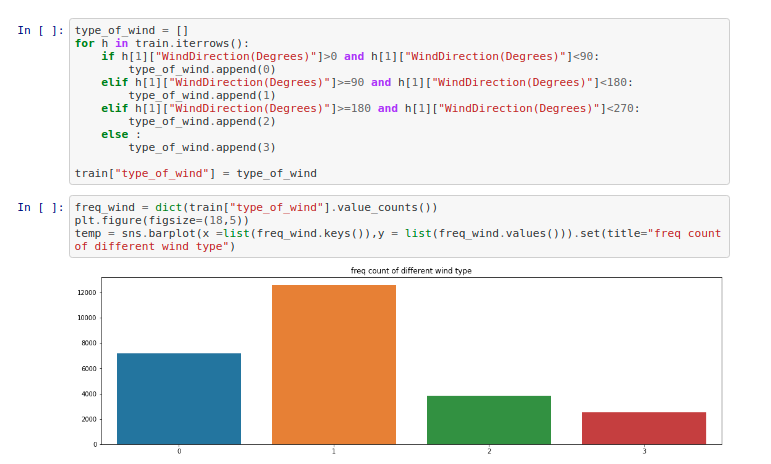 In [ ]: type_of_wind = []
for h in train.iterrows():
    if h[1]["WindDirection(Degrees)"]>0 and h[1]["WindDirection(Degrees)"]<90:
        type_of_wind.append(0)
    elif h[1]["WindDirection(Degrees)"]>=90 and h[1]["WindDirection(Degrees)"]<180:
        type_of_wind.append(1)
    elif h[1]["WindDirection(Degrees)"]>=180 and h[1]["WindDirection(Degrees)"]<270:
        type_of_wind.append(2)
    else :
        type_of_wind.append(3)
train["type_of_wind"] = type_of_wind
In [ ]: freq_wind = dict(train["type_of_wind"].value_counts())
plt.figure(figsize=(18,5))
temp = sns.barplot(x =list(freq_wind.keys()),y = list(freq_wind.values())).set(title="freq count
of different wind type")
freq count of different wind type
12000
10000
8000
6000
4000
2000
0
0 1 2 3